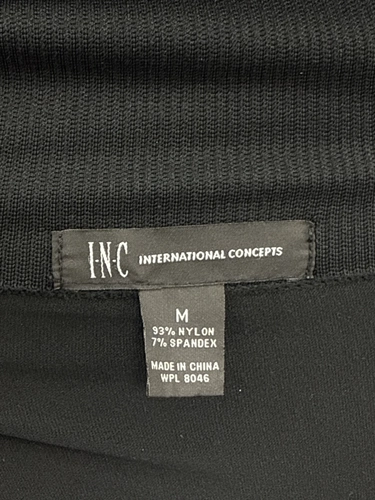 I·N·C INTERNATIONAL CONCEPTS
M
93% NYLON
7% SPANDEX
MADE IN CHINA
WPL 8046